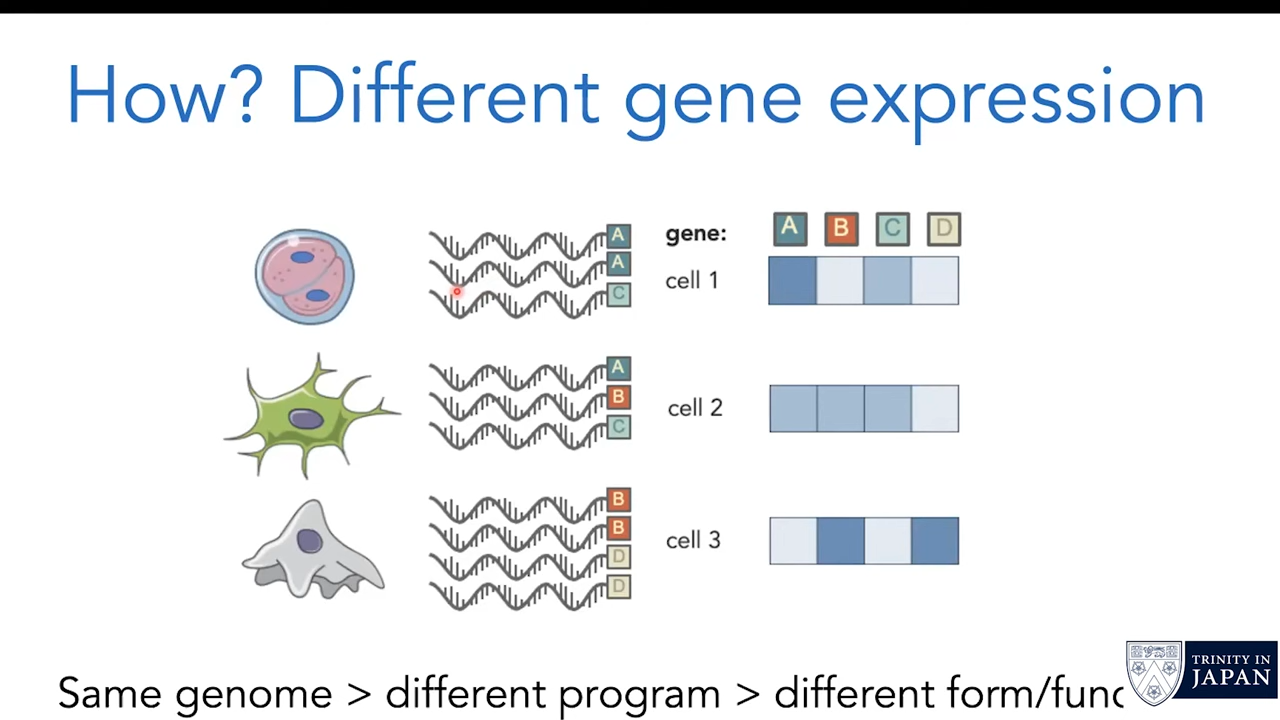 How? Different gene expression
A
A
C
gene: A B C D
cell 1
A
B
C
cell 2
B
B
D
D
cell 3
Same genome > different program > different form/func
TRINITY IN
JAPAN